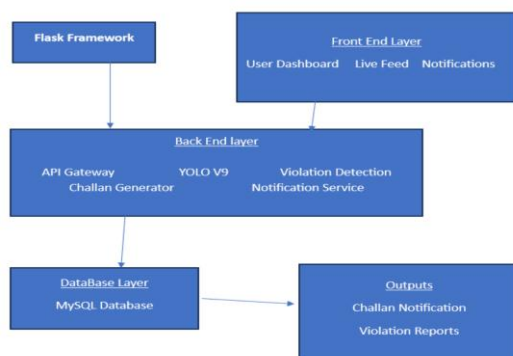 Flask Framework
Front End Layer
User Dashboard Live Feed Notifications
Back End layer
API Gateway YOLO V9 Violation Detection
Challan Generator Notification Service
DataBase Layer
MySQL Database
Outputs
Challan Notification
Violation Reports